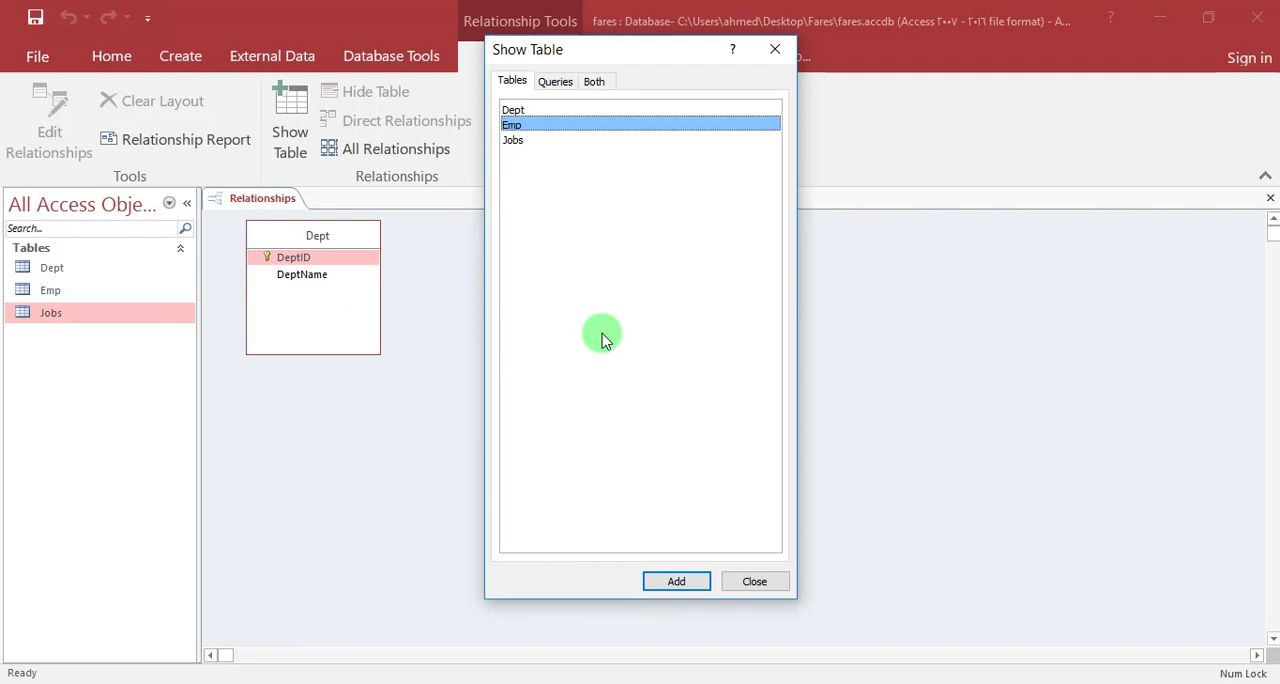 Relationship Tools
fares : Database- C:\Users\ahmed\Desktop\Fares\fares.accdb (Access ٢٠٠٧ - ٢٠١٦ file format) - A...
File
Home
Create
External Data
Database Tools
Sign in
Edit
Relationships
Clear Layout
Relationship Report
Tools
Show
Table
Hide Table
Direct Relationships
All Relationships
Relationships
All Access Obje...
Search...
Tables
Dept
Emp
Jobs
Relationships
Dept
DeptID
DeptName
Show Table
Tables
Queries
Both
Dept
Emp
Jobs
Add
Close
Ready
Num Lock